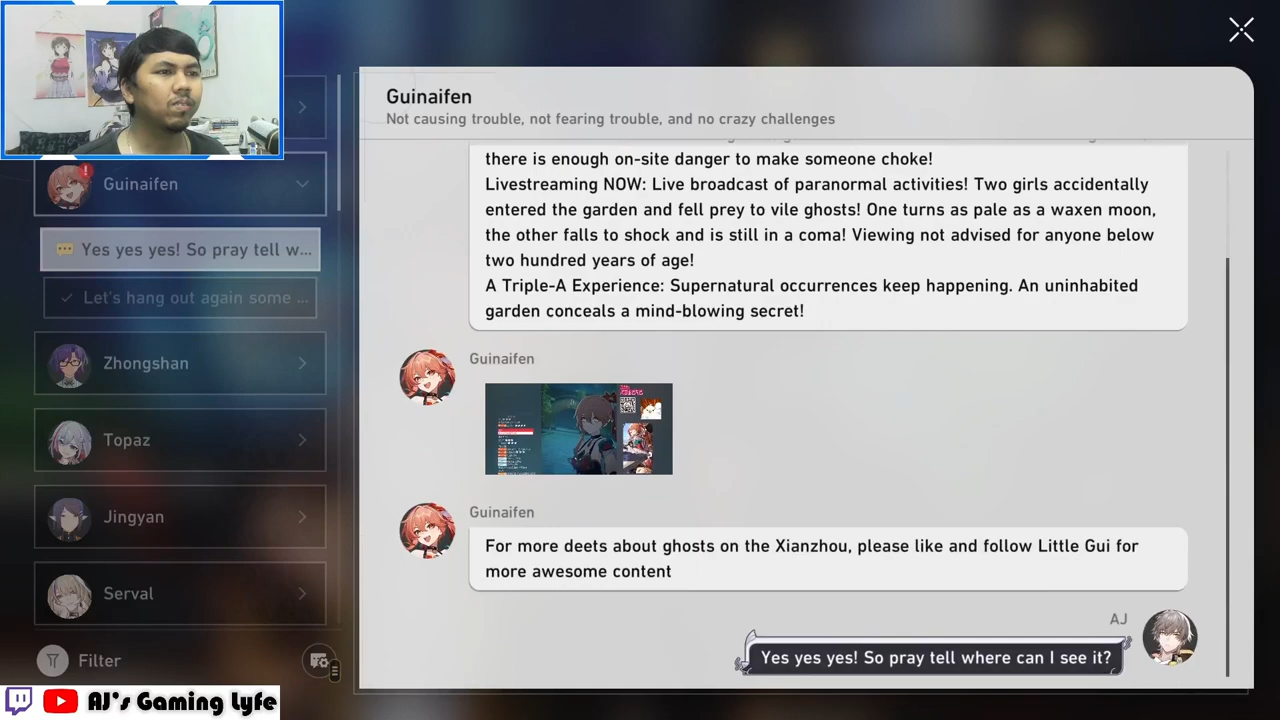 Guinaifen
Not causing trouble, not fearing trouble, and no crazy challenges
Guinaifen
Yes yes yes! So pray tell w...
Let's hang out again some ...
Zhongshan
Topaz
Jingyan
Serval
Filter
there is enough on-site danger to make someone choke!
Livestreaming NOW: Live broadcast of paranormal activities! Two girls accidentally
entered the garden and fell prey to vile ghosts! One turns as pale as a waxen moon,
the other falls to shock and is still in a coma! Viewing not advised for anyone below
two hundred years of age!
A Triple-A Experience: Supernatural occurrences keep happening. An uninhabited
garden conceals a mind-blowing secret!
Guinaifen
Guinaifen
For more deets about ghosts on the Xianzhou, please like and follow Little Gui for
more awesome content
AJ
Yes yes yes! So pray tell where can I see it?
AJ's Gaming Lyfe